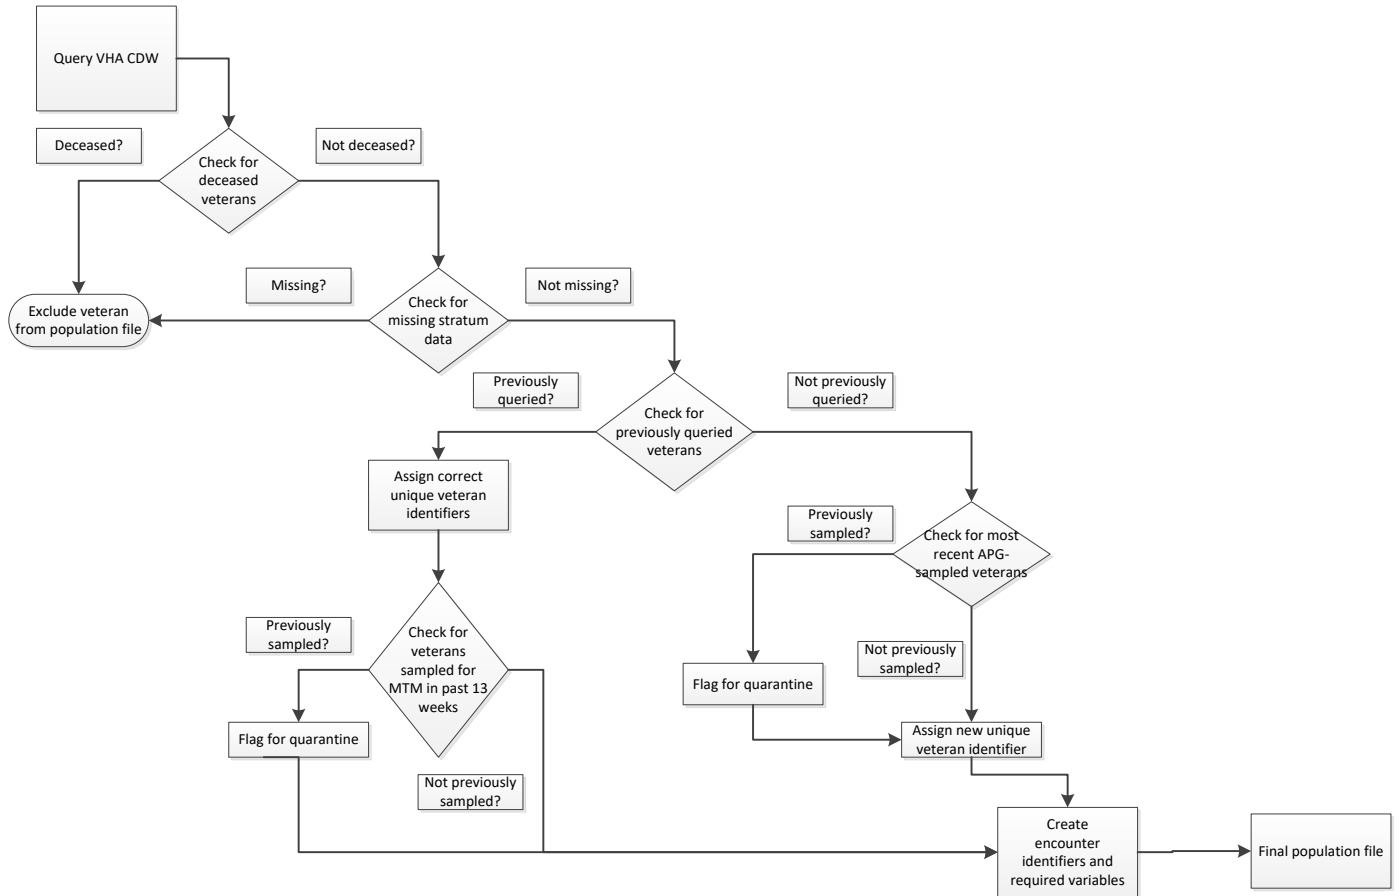 Query VHA CDW
Deceased?
Not deceased?
Check for
deceased
veterans
Missing?
Not missing?
Exclude veteran
from population file
Check for
missing stratum
data
Previously
queried?
Not previously
queried?
Check for
previously queried
veterans
Assign correct
unique veteran
identifiers
Previously
sampled?
Check for most
recent APG-
sampled veterans
Previously
sampled?
Check for
veterans
sampled for
MTM in past 13
weeks
Not previously
sampled?
Flag for quarantine
Flag for quarantine
Assign new unique
veteran identifier
Not previously
sampled?
Create
encounter
identifiers and
required variables
Final population file